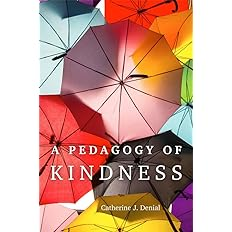 A PEDAGOGY OF
KINDNESS
Catherine J. Denial